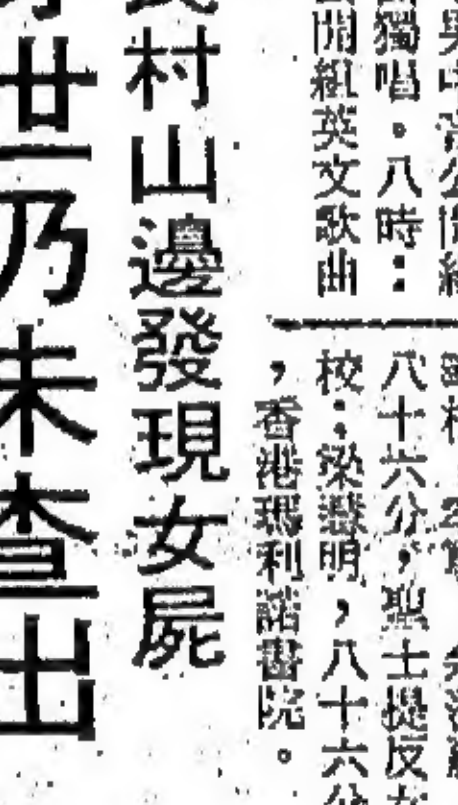 獨唱。八時：
開組英文歌曲
八十六分，聖士提反
校：梁慧明，八十六分
，香港瑪利諾書院。
村山邊發現女屍
世乃未查出